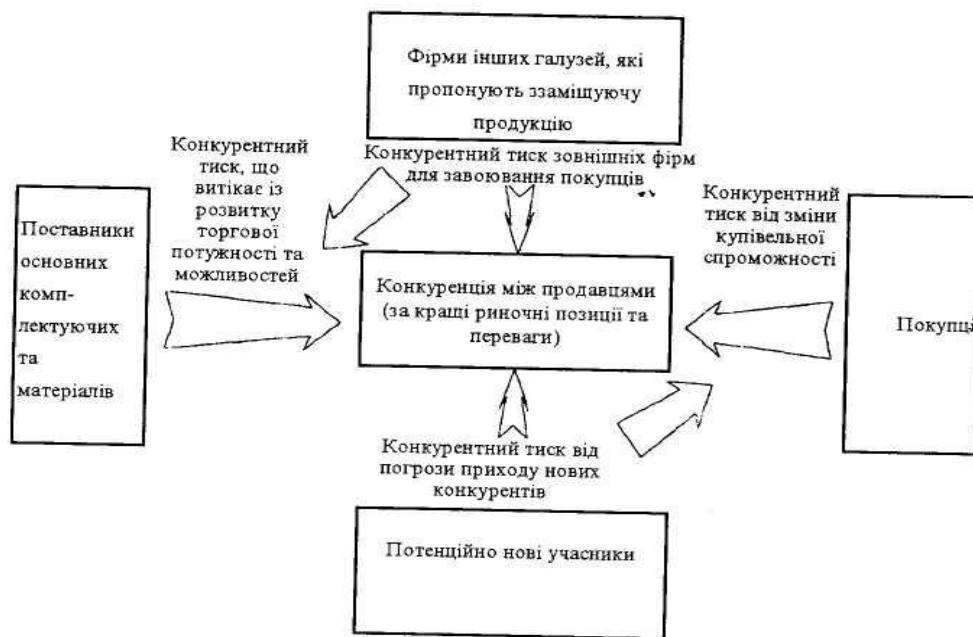 Фірми інших галузей, які
пропонують ззаміщуючу
продукцію
Конкурентний
тиск, що
витікає із
розвитку
торгової
потужності та
можливостей
Конкурентний тиск зовнішніх фірм
для завоювання покупців
Конкурентний
тиск від зміни
купівельної
спроможності
Поставники
основних
комп-
лектуючих
та
матеріалів
Конкуренція між продавцями
(за кращі риночні позиції та
переваги)
Покупці
Конкурентний тиск від
погрози приходу нових
конкурентів
Потенційно нові учасники